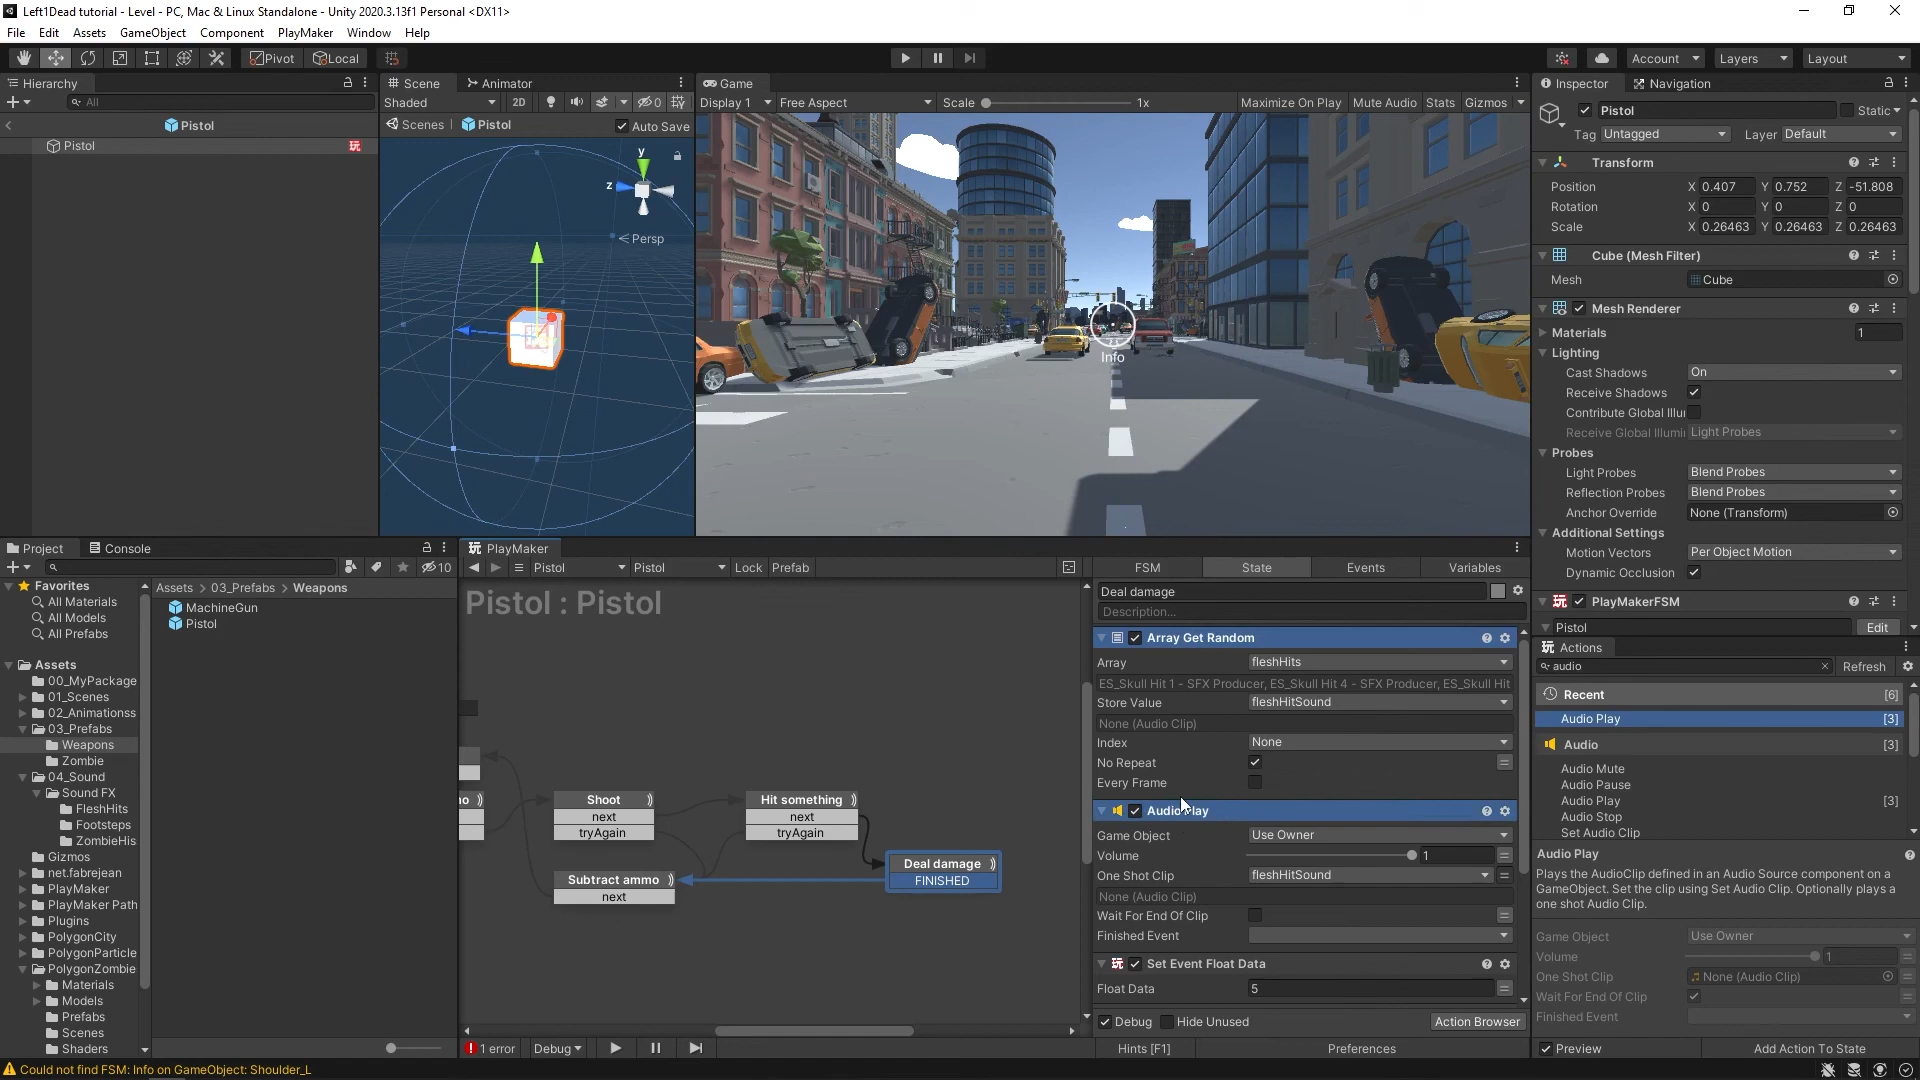 Left1Dead tutorial - Level - PC, Mac & Linux Standalone - Unity 2020.3.13f1 Personal <DX11>
File Edit Assets GameObject Component PlayMaker Window Help
Pivot Local Account Layers Layout
Hierarchy
All
Pistol
Pistol
Scene Animator
Shaded 2D 0
Scenes Pistol Auto Save
y
z
Persp
Game
Display 1 Free Aspect Scale 1x Maximize On Play Mute Audio Stats Gizmos
Info
Inspector Navigation
Pistol Static
Tag Untagged Layer Default
Transform
Position X 0.407 Y 0.752 Z -51.808
Rotation X 0 Y 0 Z 0
Scale X 0.26463 Y 0.26463 Z 0.26463
Cube (Mesh Filter)
Mesh Cube
Mesh Renderer
Materials 1
Lighting
Cast Shadows On
Receive Shadows
Contribute Global Illu
Receive Global Illumi Light Probes
Probes
Light Probes Blend Probes
Reflection Probes Blend Probes
Anchor Override None (Transform)
Additional Settings
Motion Vectors Per Object Motion
Dynamic Occlusion
PlayMakerFSM
Pistol Edit
Project Console
10
Favorites
All Materials
All Models
All Prefabs
Assets
00_MyPackage
01_Scenes
02_Animationss
03_Prefabs
Weapons
Zombie
04_Sound
Sound FX
FleshHits
Footsteps
ZombieHis
Gizmos
net.fabrejean
PlayMaker
PlayMaker Path
Plugins
PolygonCity
PolygonParticle
PolygonZombie
Materials
Models
Prefabs
Scenes
Shaders
Assets > 03_Prefabs > Weapons
MachineGun
Pistol
PlayMaker
Pistol Pistol Lock Prefab
Pistol : Pistol
Shoot
next
tryAgain
Hit something
next
tryAgain
Subtract ammo
next
Deal damage
FINISHED
1 error Debug
FSM State Events Variables
Deal damage
Description...
Array Get Random
Array fleshHits
ES_Skull Hit 1 - SFX Producer, ES_Skull Hit 4 - SFX Producer, ES_Skull Hit
Store Value fleshHitSound
None (Audio Clip)
Index None
No Repeat
Every Frame
Audio Play
Game Object Use Owner
Volume 1
One Shot Clip fleshHitSound
None (Audio Clip)
Wait For End Of Clip
Finished Event
Set Event Float Data
Float Data 5
Debug Hide Unused Action Browser
Hints [F1] Preferences
Actions
audio Refresh
Recent [6]
Audio Play [3]
Audio [3]
Audio Mute
Audio Pause
Audio Play [3]
Audio Stop
Set Audio Clip
Audio Play
Plays the AudioClip defined in an Audio Source component on a
GameObject. Set the clip using Set Audio Clip. Optionally plays a
one shot Audio Clip.
Game Object Use Owner
Volume 1
One Shot Clip None (Audio Clip)
Wait For End Of Clip
Finished Event
Preview Add Action To State
Could not find FSM: Info on GameObject: Shoulder_L